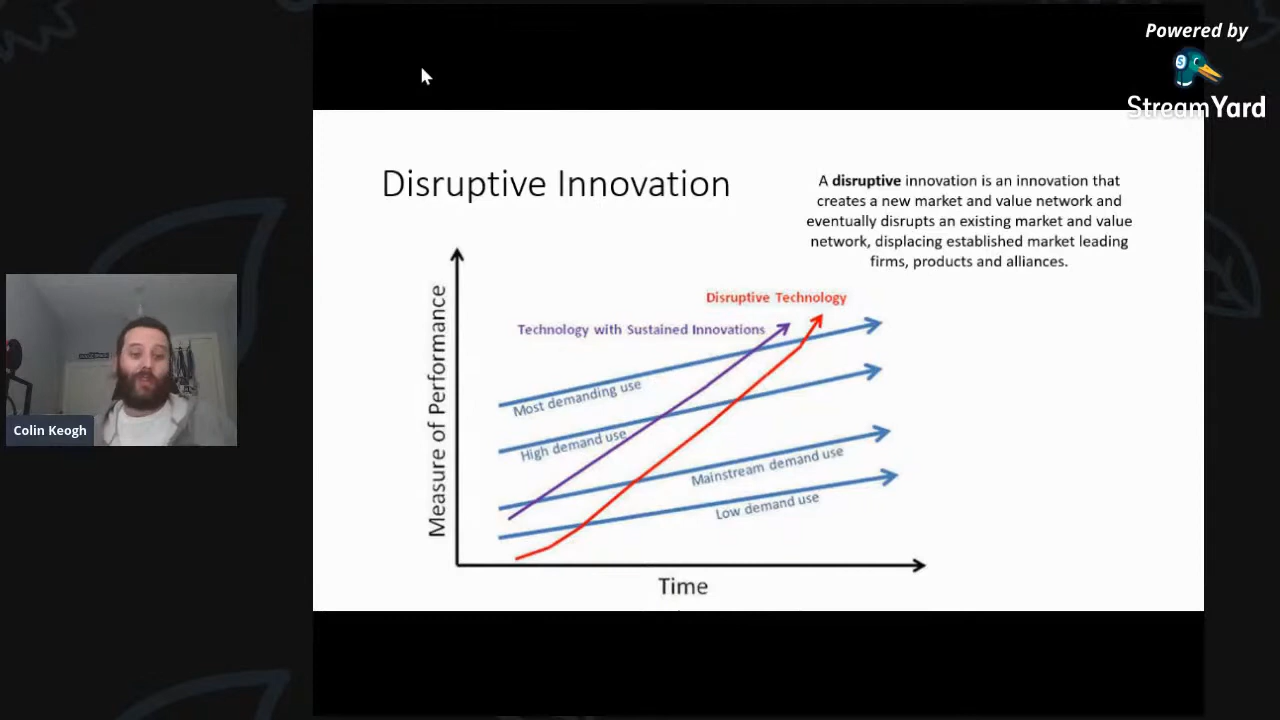 Powered by
StreamYard
Disruptive Innovation
A disruptive innovation is an innovation that
creates a new market and value network and
eventually disrupts an existing market and value
network, displacing established market leading
firms, products and alliances.
Disruptive Technology
Technology with Sustained Innovations
Most demanding use
High demand use
Mainstream demand use
Low demand use
Measure of Performance
Time
Colin Keogh